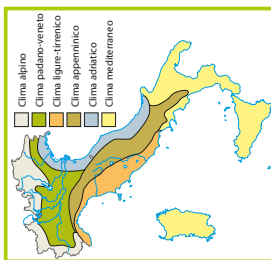 Clima alpino
Clima padano-veneto
Clima ligure-tirrenico
Clima appenninico
Clima adriatico
Clima mediterraneo